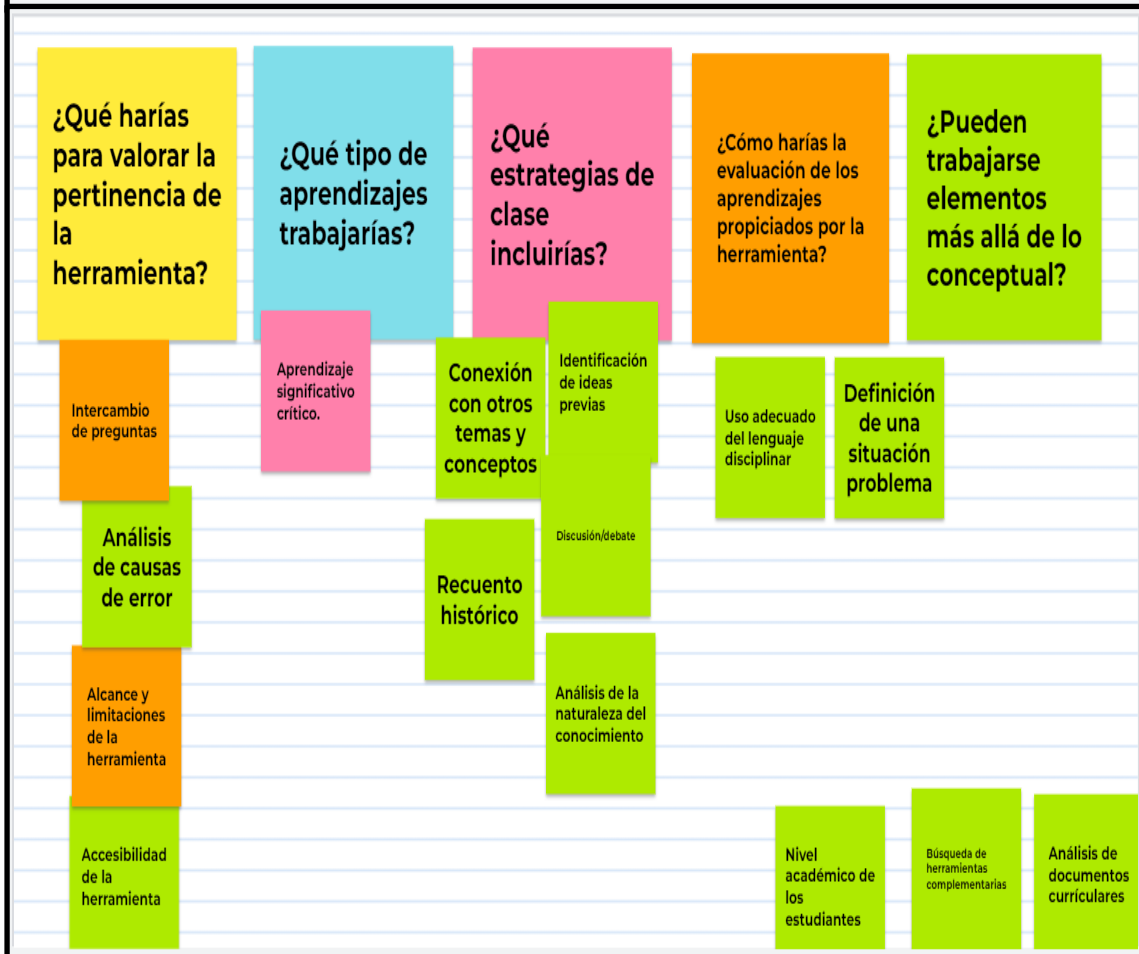 ¿Qué harías
para valorar la
pertinencia de
la
herramienta?
¿Qué tipo de
aprendizajes
trabajarías?
¿Qué
estrategias de
clase
incluirías?
¿Cómo harías la
evaluación de los
aprendizajes
propiciados por la
herramienta?
¿Pueden
trabajarse
elementos
más allá de lo
conceptual?
Intercambio
de preguntas
Análisis
de causas
de error
Alcance y
limitaciones
de la
herramienta
Accesibilidad
de la
herramienta
Aprendizaje
significativo
crítico.
Conexión
con otros
temas y
conceptos
Identificación
de ideas
previas
Discusión/debate
Recuento
histórico
Análisis de la
naturaleza del
conocimiento
Uso adecuado
del lenguaje
disciplinar
Definición
de una
situación
problema
Nivel
académico de
los
estudiantes
Búsqueda de
herramientas
complementarias
Análisis de
documentos
currículares